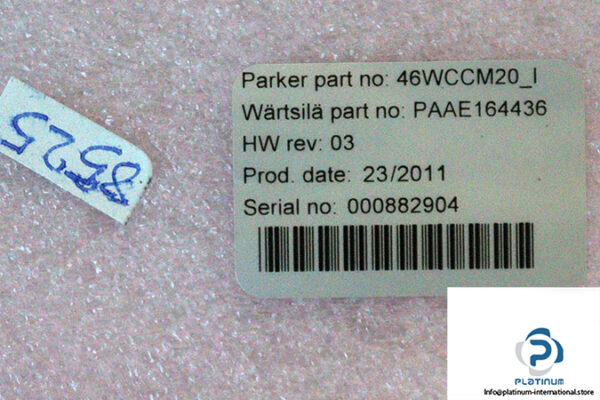 Parker part no: 46WCCM20_I
Wärtsilä part no: PAAE164436
HW rev: 03
Prod. date: 23/2011
Serial no: 000882904
8525
PLATINUM
Info@platinum-international.store